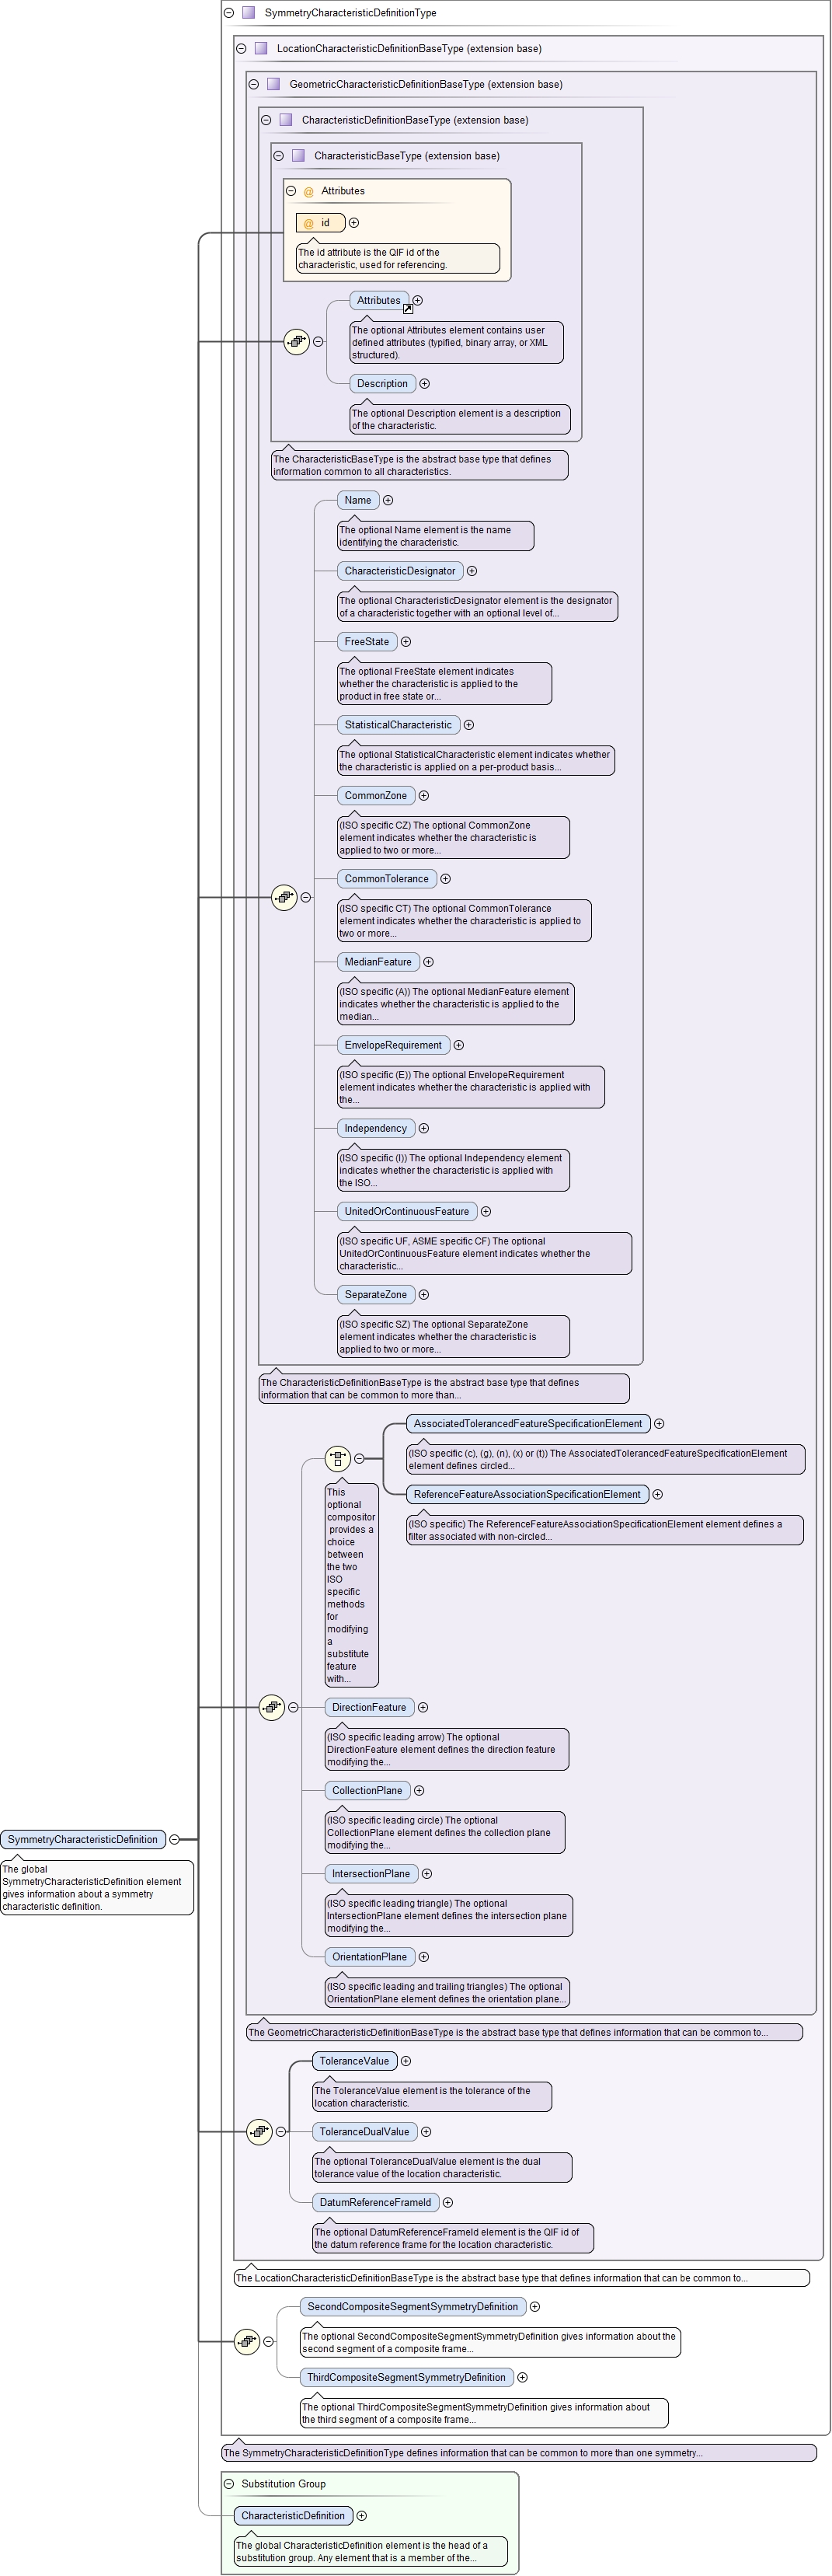 SymmetryCharacteristicDefinitionType
LocationCharacteristicDefinitionBaseType (extension base)
GeometricCharacteristicDefinitionBaseType (extension base)
CharacteristicDefinitionBaseType (extension base)
CharacteristicBaseType (extension base)
@ Attributes
@ id
The id attribute is the QIF id of the
characteristic, used for referencing.
Attributes
The optional Attributes element contains user
defined attributes (typified, binary array, or XML
structured).
Description
The optional Description element is a description
of the characteristic.
The CharacteristicBaseType is the abstract base type that defines
information common to all characteristics.
Name
The optional Name element is the name
identifying the characteristic.
CharacteristicDesignator
The optional CharacteristicDesignator element is the designator
of a characteristic together with an optional level of...
FreeState
The optional FreeState element indicates
whether the characteristic is applied to the
product in free state or...
StatisticalCharacteristic
The optional StatisticalCharacteristic element indicates whether
the characteristic is applied on a per-product basis...
CommonZone
(ISO specific CZ) The optional CommonZone
element indicates whether the characteristic is
applied to two or more...
CommonTolerance
(ISO specific CT) The optional CommonTolerance
element indicates whether the characteristic is applied to
two or more...
MedianFeature
(ISO specific (A)) The optional MedianFeature element
indicates whether the characteristic is applied to the
median...
EnvelopeRequirement
(ISO specific (E)) The optional EnvelopeRequirement
element indicates whether the characteristic is applied with
the...
Independency
(ISO specific (I)) The optional Independency element
indicates whether the characteristic is applied with
the ISO...
UnitedOrContinuousFeature
(ISO specific UF, ASME specific CF) The optional
UnitedOrContinuousFeature element indicates whether the
characteristic...
SeparateZone
(ISO specific SZ) The optional SeparateZone
element indicates whether the characteristic is
applied to two or more...
The CharacteristicDefinitionBaseType is the abstract base type that defines
information that can be common to more than...
AssociatedTolerancedFeatureSpecificationElement
(ISO specific (c), (g), (n), (x) or (t)) The AssociatedTolerancedFeatureSpecificationElement
element defines circled...
ReferenceFeatureAssociationSpecificationElement
(ISO specific) The ReferenceFeatureAssociationSpecificationElement element defines a
filter associated with non-circled...
This
optional
compositor
provides a
choice
between
the two
ISO
specific
methods
for
modifying
a
substitute
feature
with...
DirectionFeature
(ISO specific leading arrow) The optional
DirectionFeature element defines the direction feature
modifying the...
CollectionPlane
(ISO specific leading circle) The optional
CollectionPlane element defines the collection plane
modifying the...
SymmetryCharacteristicDefinition
The global
SymmetryCharacteristicDefinition element
gives information about a symmetry
characteristic definition.
IntersectionPlane
(ISO specific leading triangle) The optional
IntersectionPlane element defines the intersection plane
modifying the...
OrientationPlane
(ISO specific leading and trailing triangles) The optional
OrientationPlane element defines the orientation plane...
The GeometricCharacteristicDefinitionBaseType is the abstract base type that defines information that can be common to...
ToleranceValue
The ToleranceValue element is the tolerance of the
location characteristic.
ToleranceDualValue
The optional ToleranceDualValue element is the dual
tolerance value of the location characteristic.
DatumReferenceFrameId
The optional DatumReferenceFrameId element is the QIF id of
the datum reference frame for the location characteristic.
The LocationCharacteristicDefinitionBaseType is the abstract base type that defines information that can be common to...
SecondCompositeSegmentSymmetryDefinition
The optional SecondCompositeSegmentSymmetryDefinition gives information about the
second segment of a composite frame...
ThirdCompositeSegmentSymmetryDefinition
The optional ThirdCompositeSegmentSymmetryDefinition gives information about
the third segment of a composite frame...
The SymmetryCharacteristicDefinitionType defines information that can be common to more than one symmetry...
Substitution Group
CharacteristicDefinition
The global CharacteristicDefinition element is the head of a
substitution group. Any element that is a member of the...